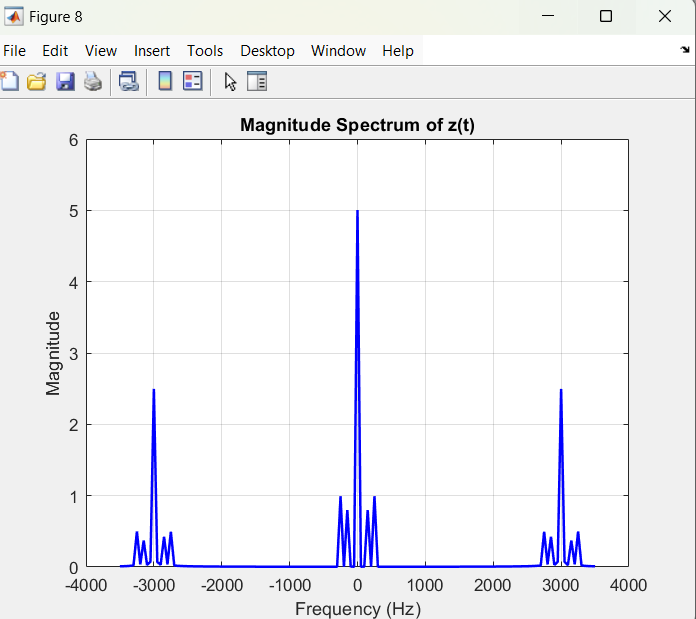 Figure 8
File Edit View Insert Tools Desktop Window Help
Magnitude Spectrum of z(t)
6
5
4
3
2
1
0
Magnitude
-4000 -3000 -2000 -1000 0 1000 2000 3000 4000
Frequency (Hz)